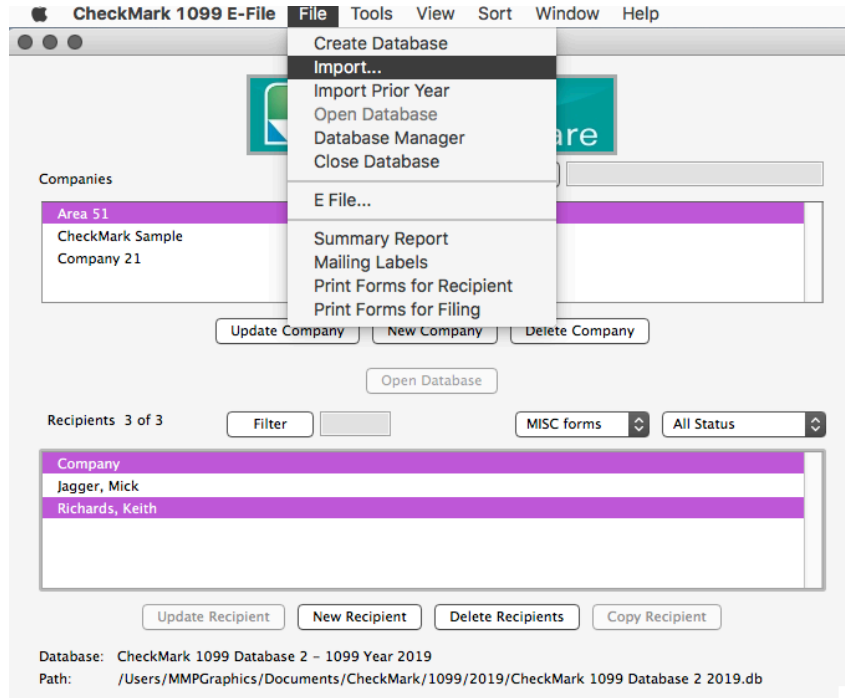 CheckMark 1099 E-File File Tools View Sort Window Help
Create Database
Import...
Import Prior Year
Open Database
Database Manager
Close Database
E File...
Summary Report
Mailing Labels
Print Forms for Recipient
Print Forms for Filing
are
Companies
Area 51
CheckMark Sample
Company 21
Update Company New Company Delete Company
Open Database
Recipients 3 of 3 Filter MISC forms All Status
Company
Jagger, Mick
Richards, Keith
Update Recipient New Recipient Delete Recipients Copy Recipient
Database: CheckMark 1099 Database 2 – 1099 Year 2019
Path: /Users/MMPGraphics/Documents/CheckMark/1099/2019/CheckMark 1099 Database 2 2019.db